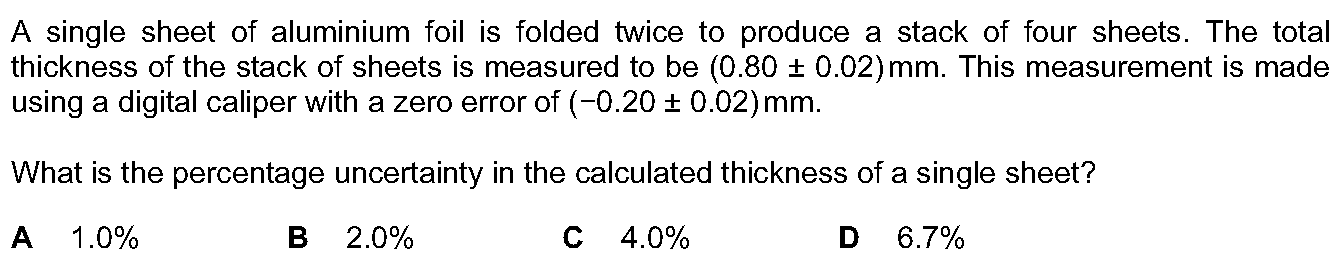 A single sheet of aluminium foil is folded twice to produce a stack of four sheets. The total
thickness of the stack of sheets is measured to be (0.80 ± 0.02) mm. This measurement is made
using a digital caliper with a zero error of (−0.20 ± 0.02) mm.
What is the percentage uncertainty in the calculated thickness of a single sheet?
A 1.0% B 2.0% C 4.0% D 6.7%